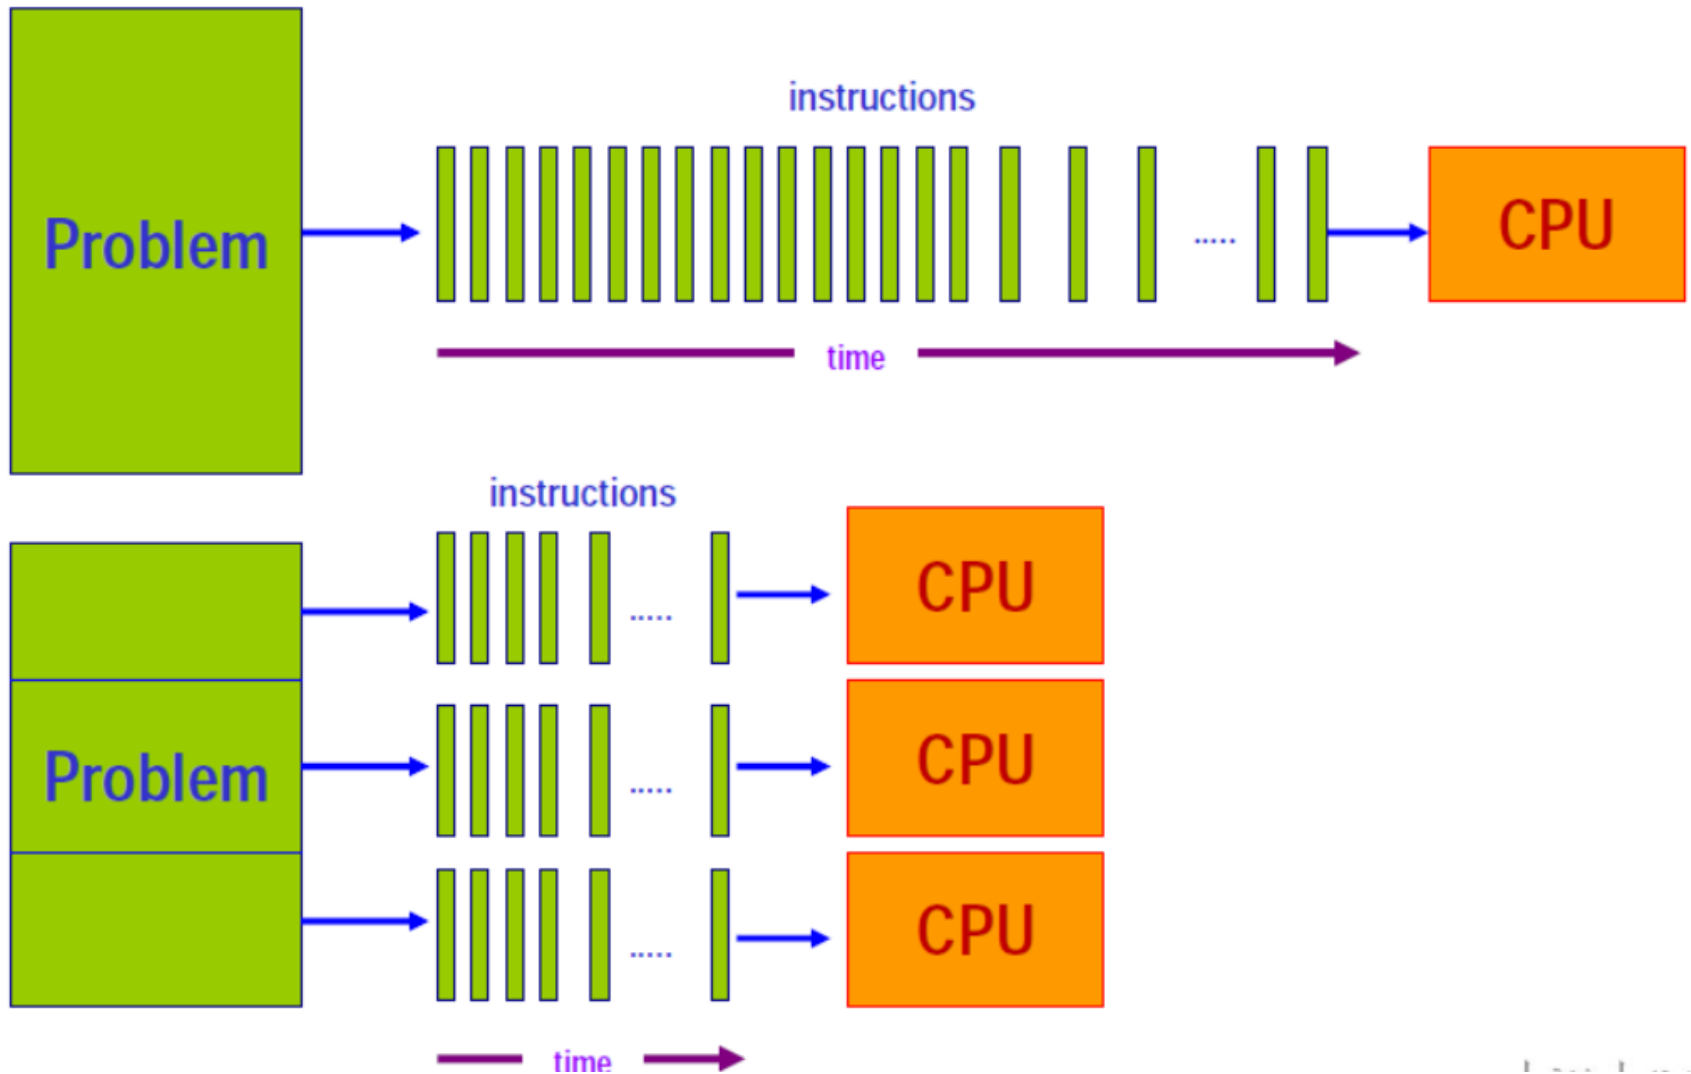 instructions
Problem
.....
CPU
time
instructions
CPU
.....
Problem
CPU
.....
CPU
.....
time